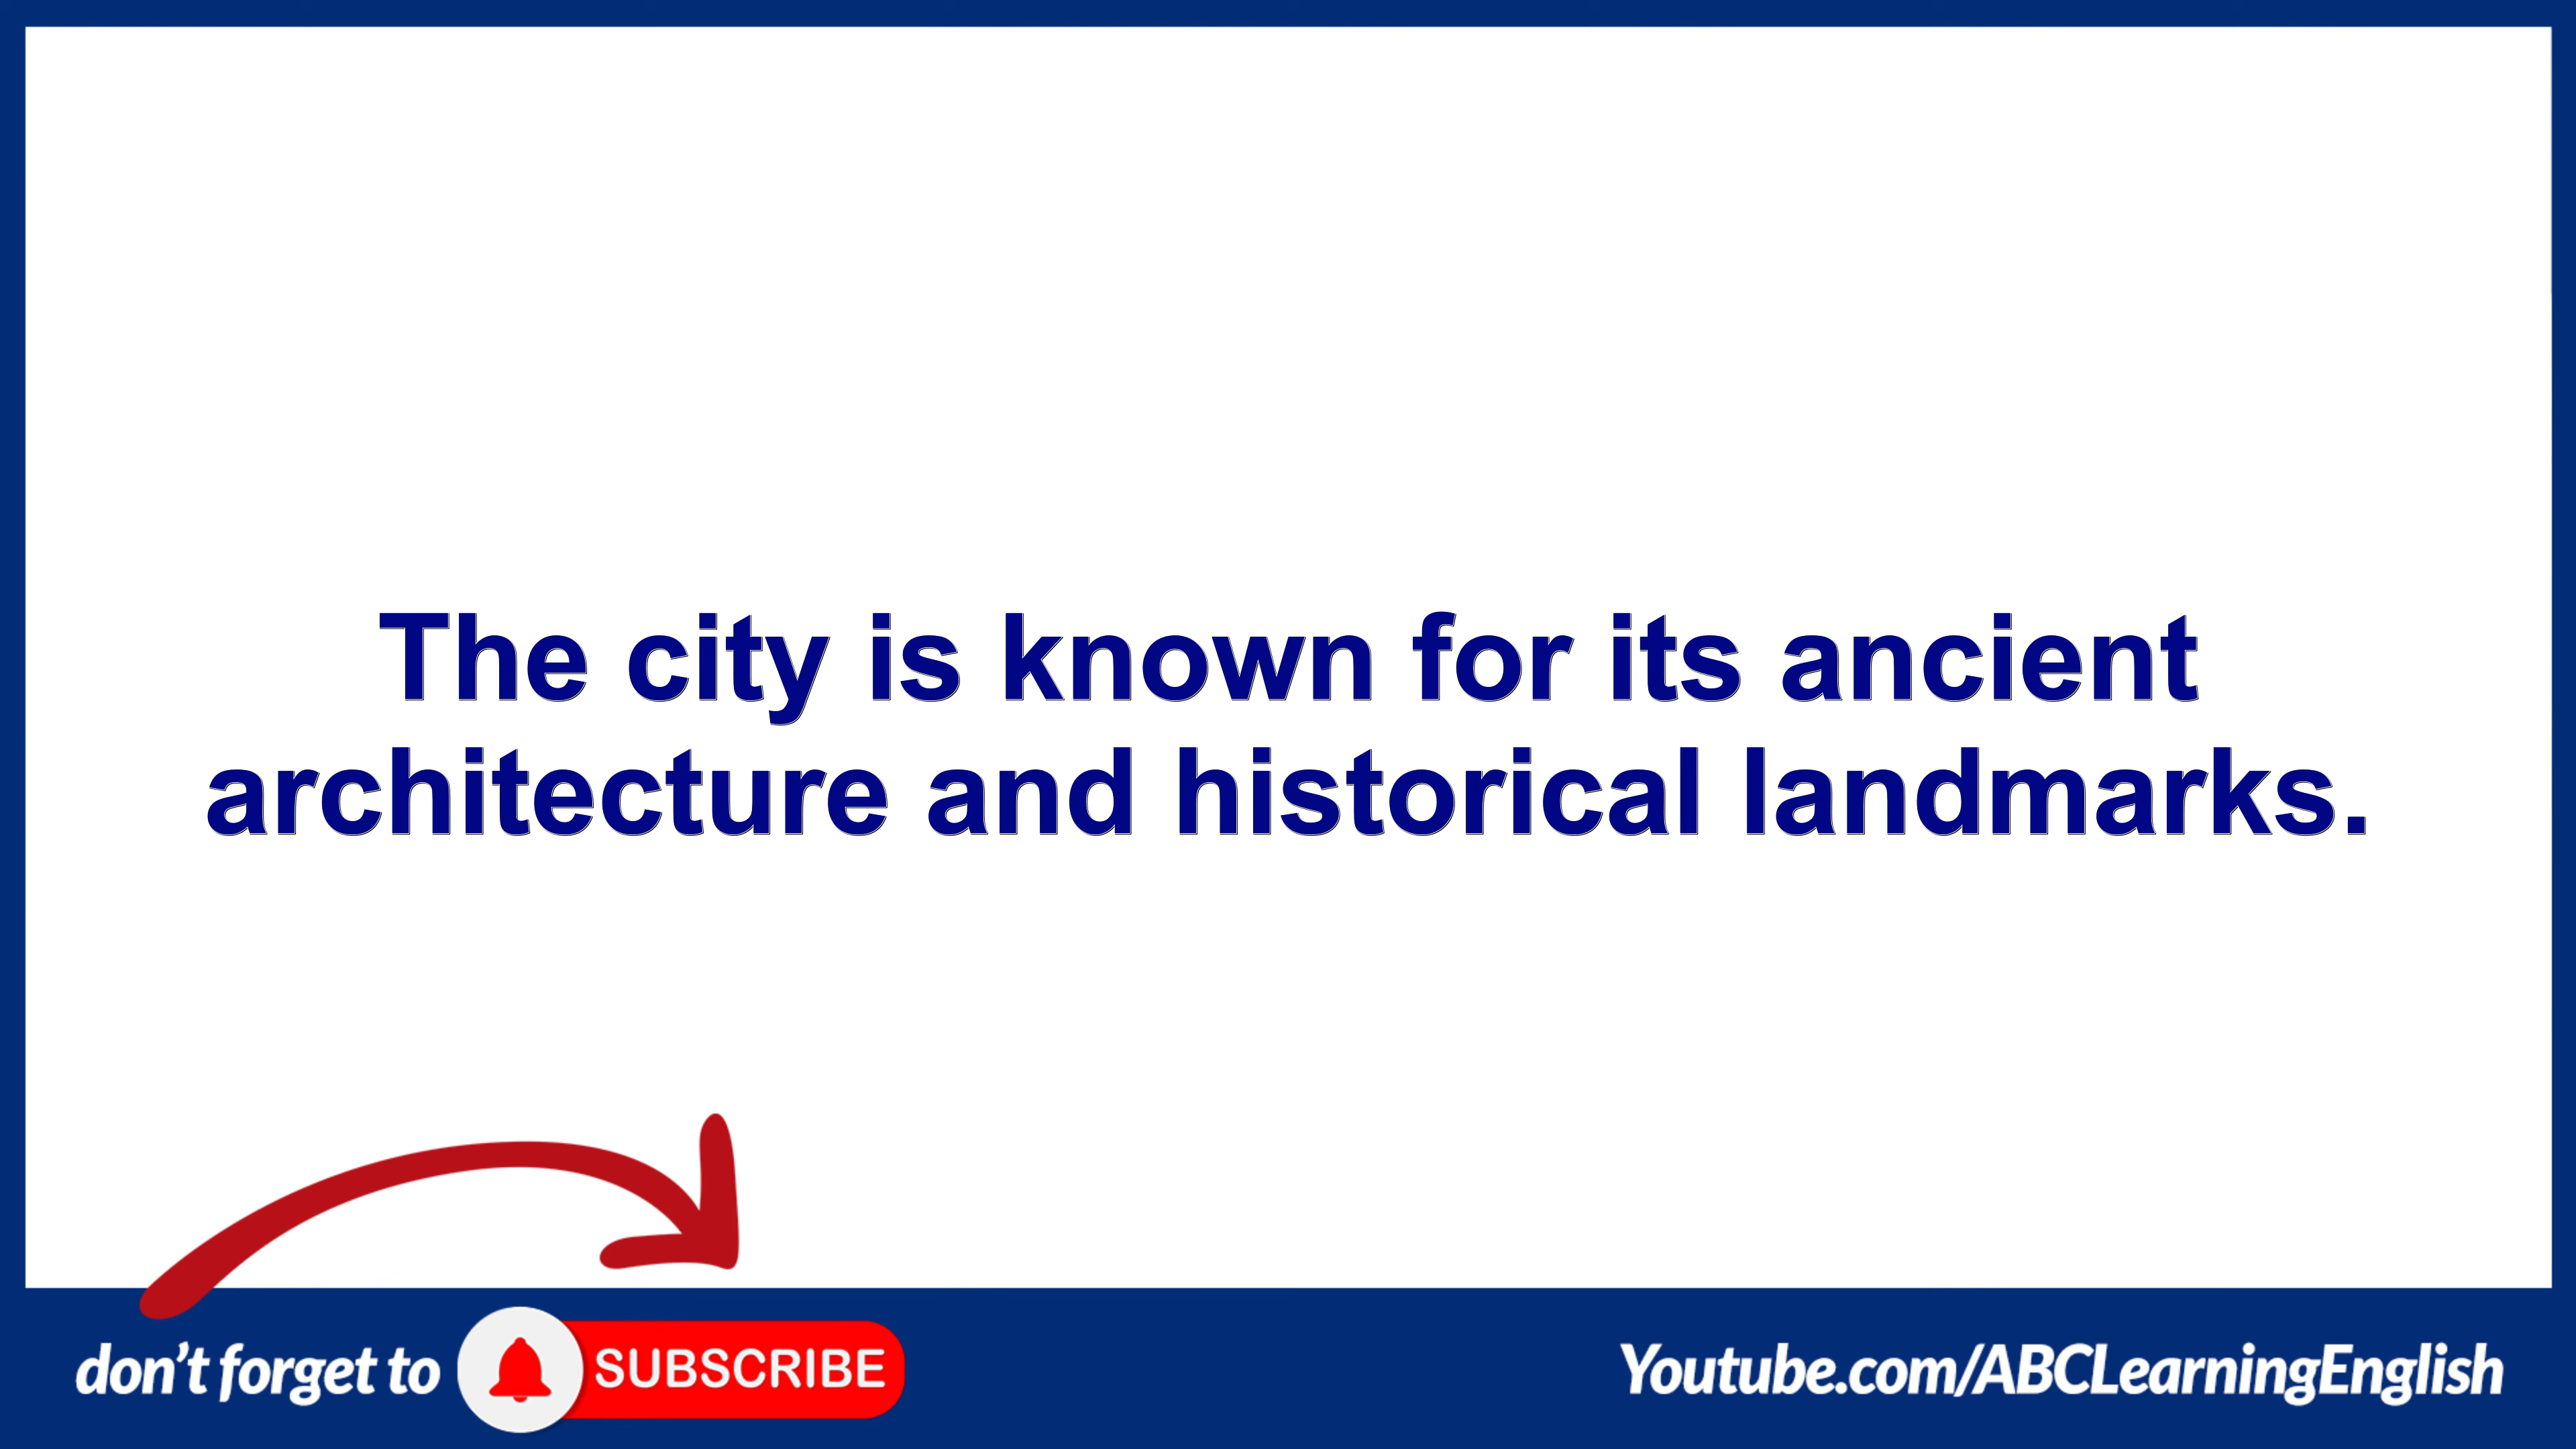 The city is known for its ancient
architecture and historical landmarks.
don't forget to SUBSCRIBE
Youtube.com/ABCLearningEnglish